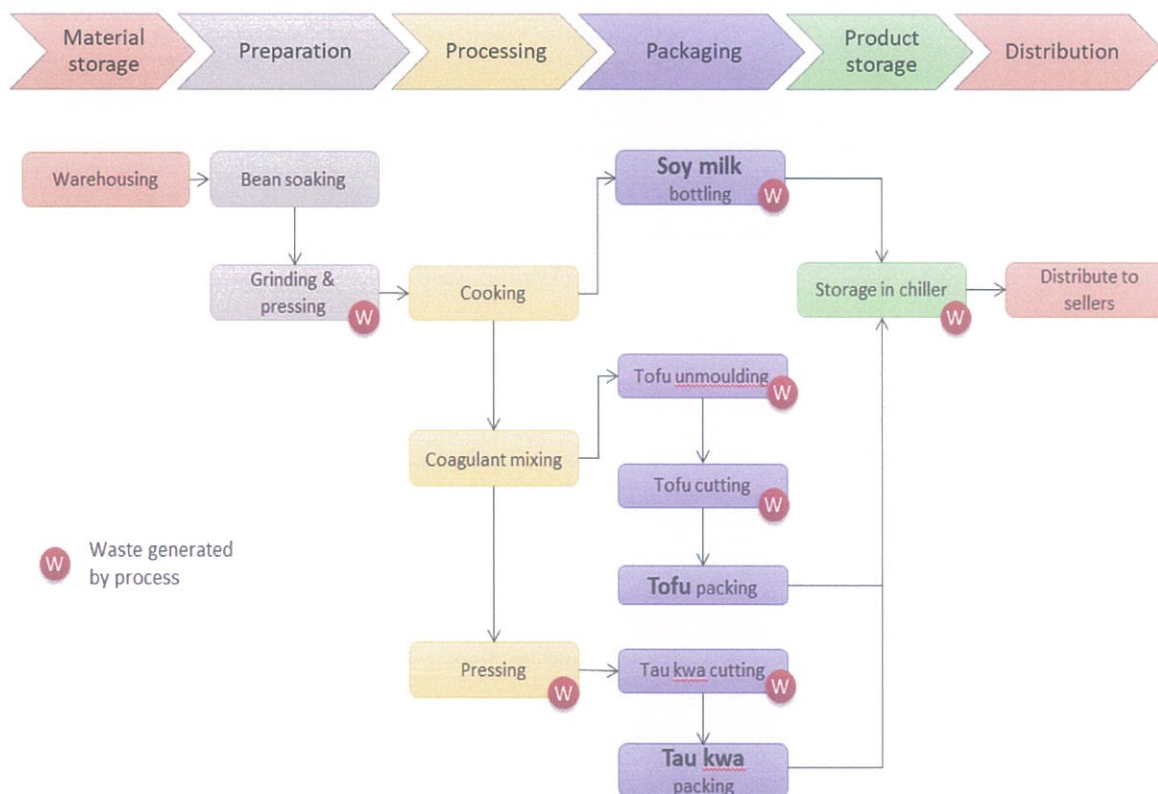 Material
storage
Preparation
Processing
Packaging
Product
storage
Distribution
Warehousing
Bean soaking
Soy milk
bottling
W
Grinding &
pressing
W
Cooking
Storage in chiller
W
Distribute to
sellers
Tofu unmoulding
W
Coagulant mixing
Tofu cutting
W
W
Waste generated
by process
Tofu packing
Pressing
W
Tau kwa cutting
W
Tau kwa
packing